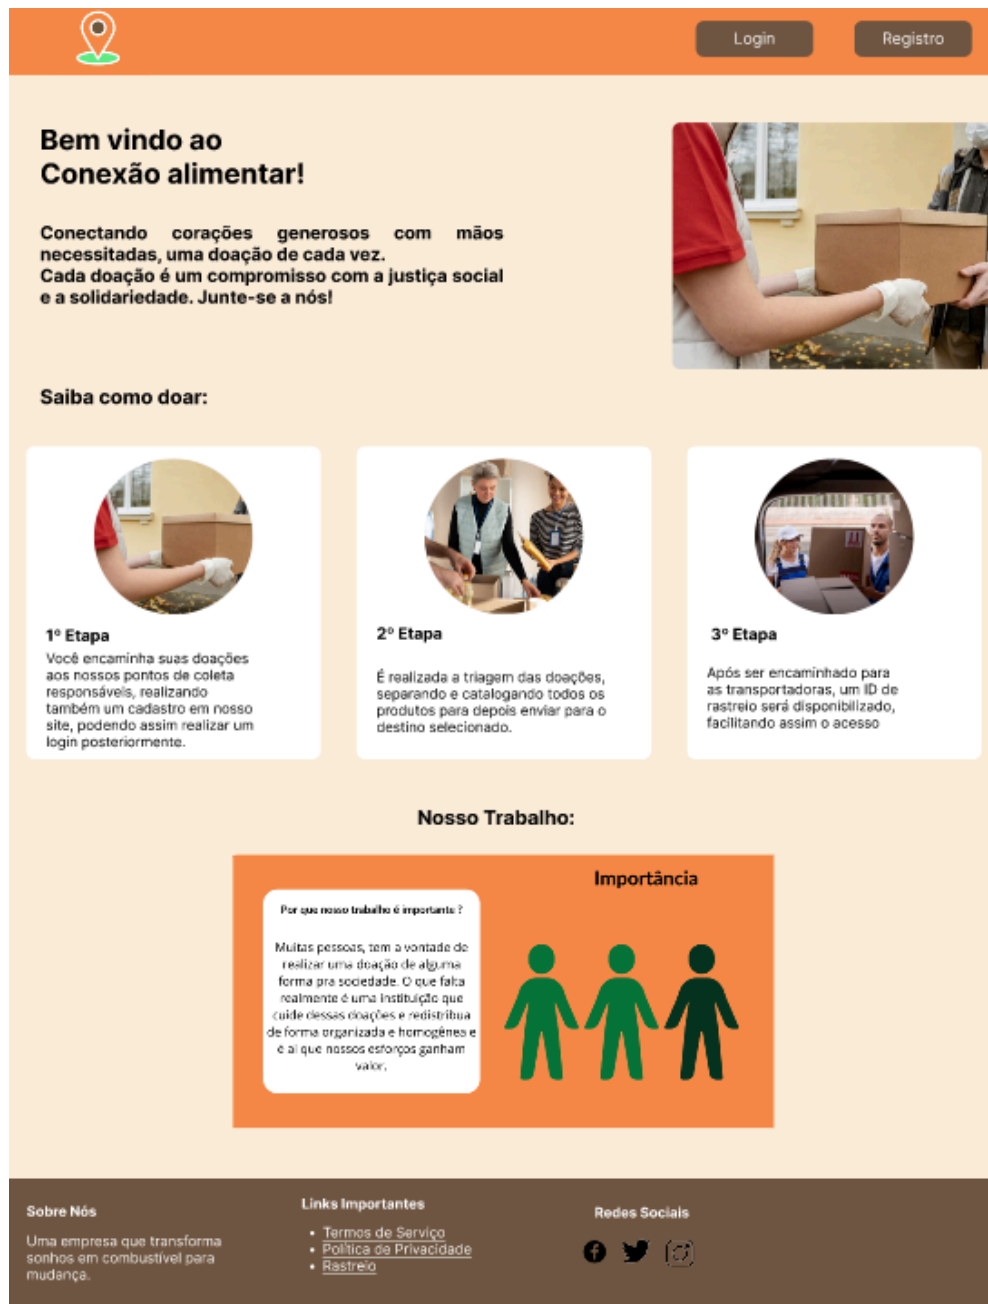 Login
Registro
Bem vindo ao
Conexão alimentar!
Conectando corações generosos com mãos
necessitadas, uma doação de cada vez.
Cada doação é um compromisso com a justiça social
e a solidariedade. Junte-se a nós!
Saiba como doar:
1º Etapa
Você encaminha suas doações
aos nossos pontos de coleta
responsáveis, realizando
também um cadastro em nosso
site, podendo assim realizar um
login posteriormente.
2º Etapa
É realizada a triagem das doações,
separando e catalogando todos os
produtos para depois enviar para o
destino selecionado.
3º Etapa
Após ser encaminhado para
as transportadoras, um ID de
rastreio será disponibilizado,
facilitando assim o acesso
Nosso Trabalho:
Importância
Por que nosso trabalho é importante ?
Muitas pessoas, tem a vontade de
realizar uma doação de alguma
forma pra sociedade. O que falta
realmente é uma instituição que
cuide dessas doações e redistribua
de forma organizada e homogênea e
é aí que nossos esforços ganham
valor.
Sobre Nós
Uma empresa que transforma
sonhos em combustível para
mudança.
Links Importantes
• Termos de Serviço
• Política de Privacidade
• Rastreio
Redes Sociais